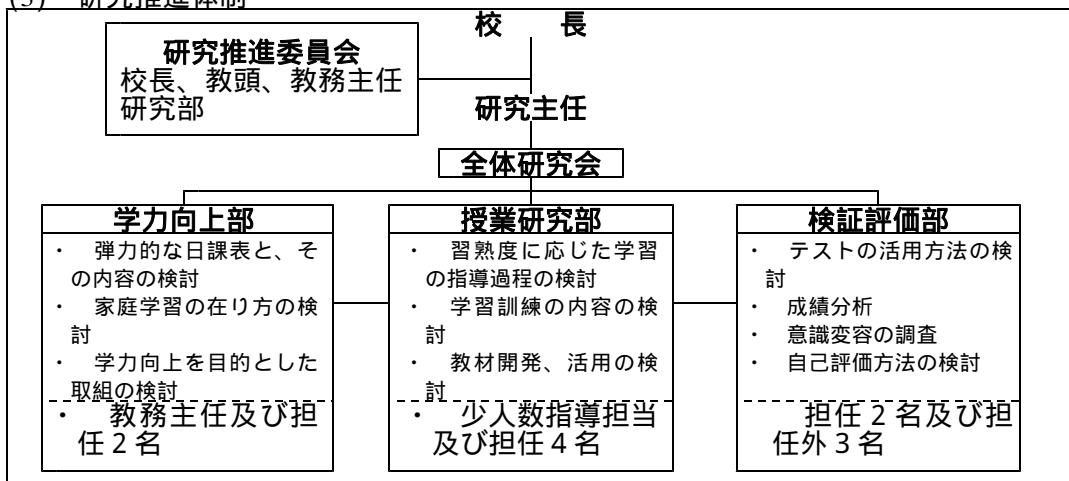 (3) 研究推進体制
校　長
研究推進委員会
校長、教頭、教務主任
研究部
研究主任
全体研究会
学力向上部
・　弾力的な日課表と、そ
の内容の検討
・　家庭学習の在り方の検
討
・　学力向上を目的とした
取組の検討
・　教務主任及び担
任２名
授業研究部
・　習熟度に応じた学習
の指導過程の検討
・　学習訓練の内容の検
討
・　教材開発、活用の検
討
・　少人数指導担当
及び担任４名
検証評価部
・　テストの活用方法の検
討
・　成績分析
・　意識変容の調査
・　自己評価方法の検討
担任２名及び担
任外３名